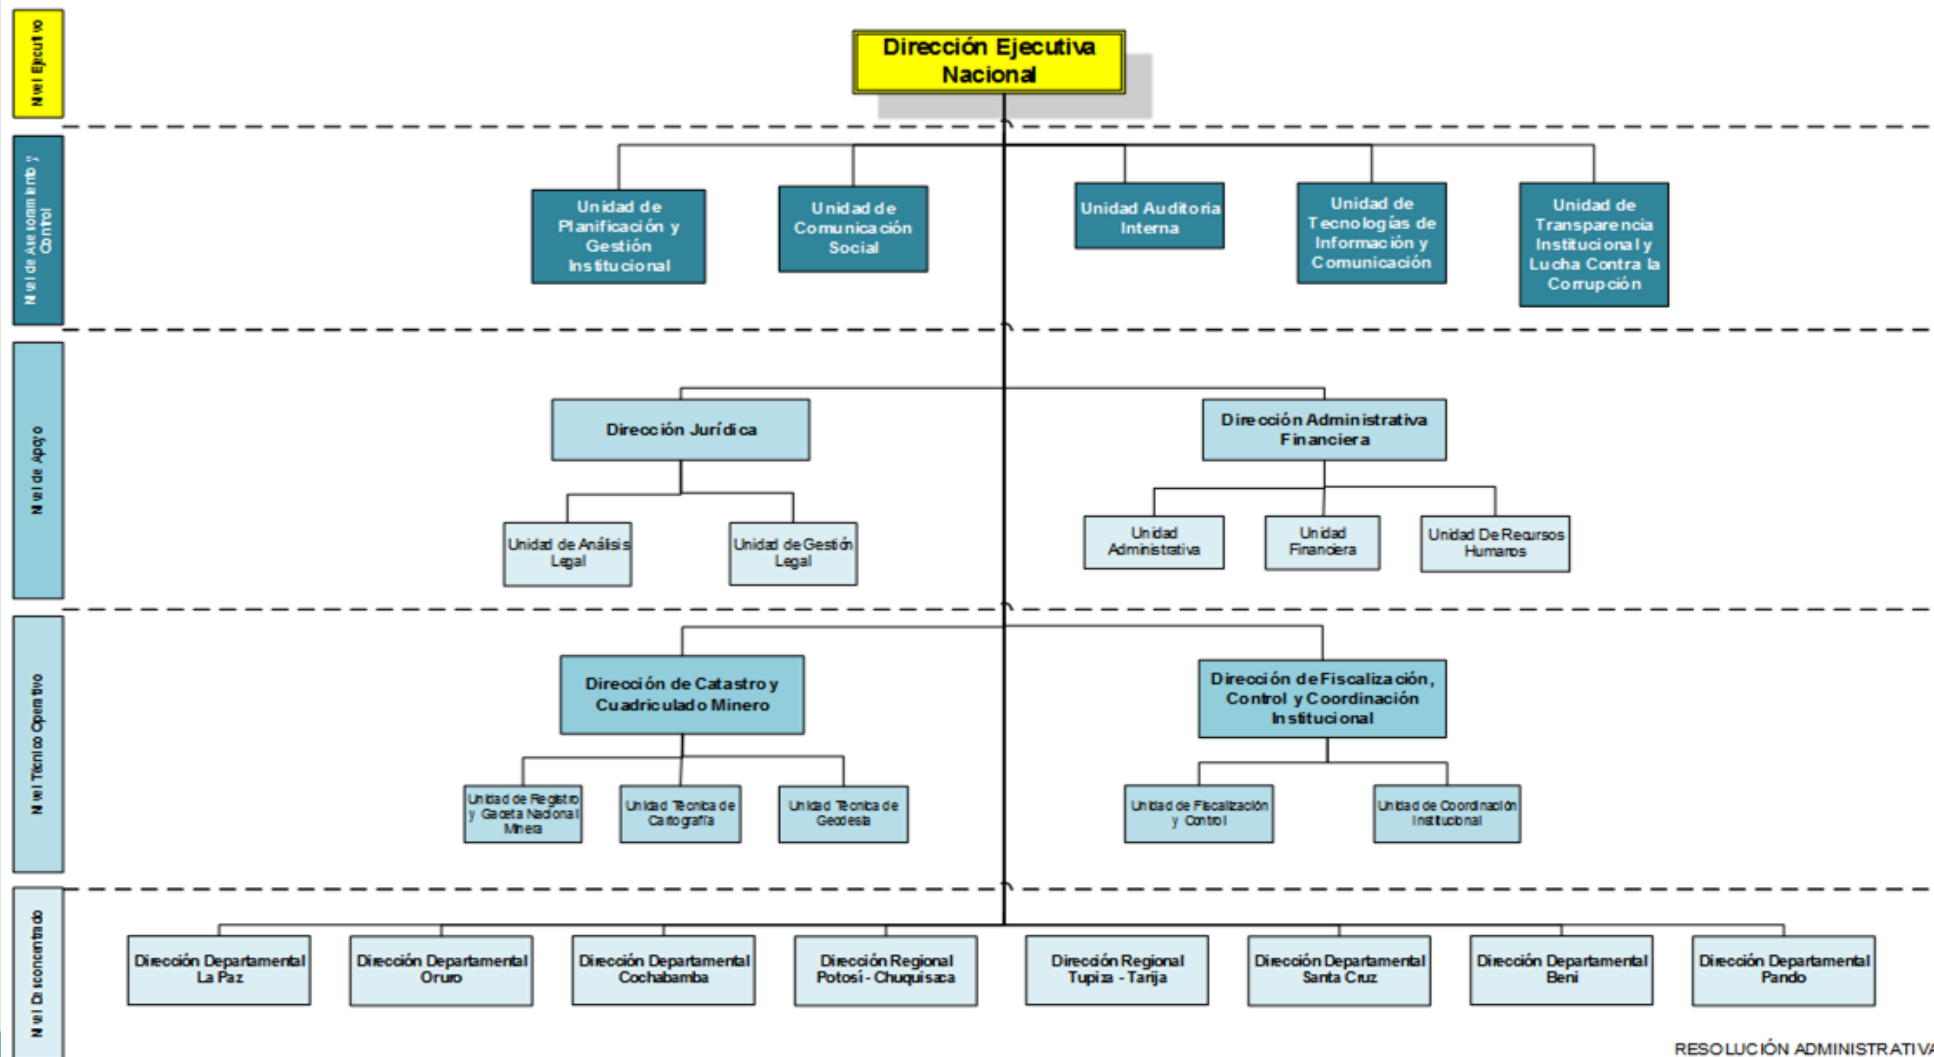 Nivel Ejecutivo
Dirección Ejecutiva
Nacional
Nivel de Asesoramiento y
Control
Unidad de
Planificación y
Gestión
Institucional
Unidad de
Comunicación
Social
Unidad Auditoria
Interna
Unidad de
Tecnologías de
Información y
Comunicación
Unidad de
Transparencia
Institucional y
Lucha Contra la
Corrupción
Nivel de Apoyo
Dirección Jurídica
Dirección Administrativa
Financiera
Unidad de Análisis
Legal
Unidad de Gestión
Legal
Unidad
Administrativa
Unidad
Financiera
Unidad De Recursos
Humanos
Nivel Técnico Operativo
Dirección de Catastro y
Cuadriculado Minero
Dirección de Fiscalización,
Control y Coordinación
Institucional
Unidad de Registro
y Gaceta Nacional
Minera
Unidad Técnica de
Cartografía
Unidad Técnica de
Geodesia
Unidad de Fiscalización
y Control
Unidad de Coordinación
Institucional
Nivel Desconcentrado
Dirección Departamental
La Paz
Dirección Departamental
Oruro
Dirección Departamental
Cochabamba
Dirección Regional
Potosí - Chuquisaca
Dirección Regional
Tupiza - Tarija
Dirección Departamental
Santa Cruz
Dirección Departamental
Beni
Dirección Departamental
Pando
RESOLUCIÓN ADMINISTRATIVA